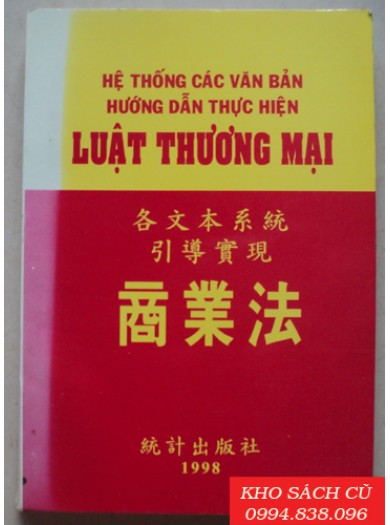 HỆ THỐNG CÁC VĂN BẢN
HƯỚNG DẪN THỰC HIỆN
LUẬT THƯƠNG MẠI
各文本系統
引導實現
商業法
統計出版社
1998
KHO SÁCH CŨ
0994.838.096